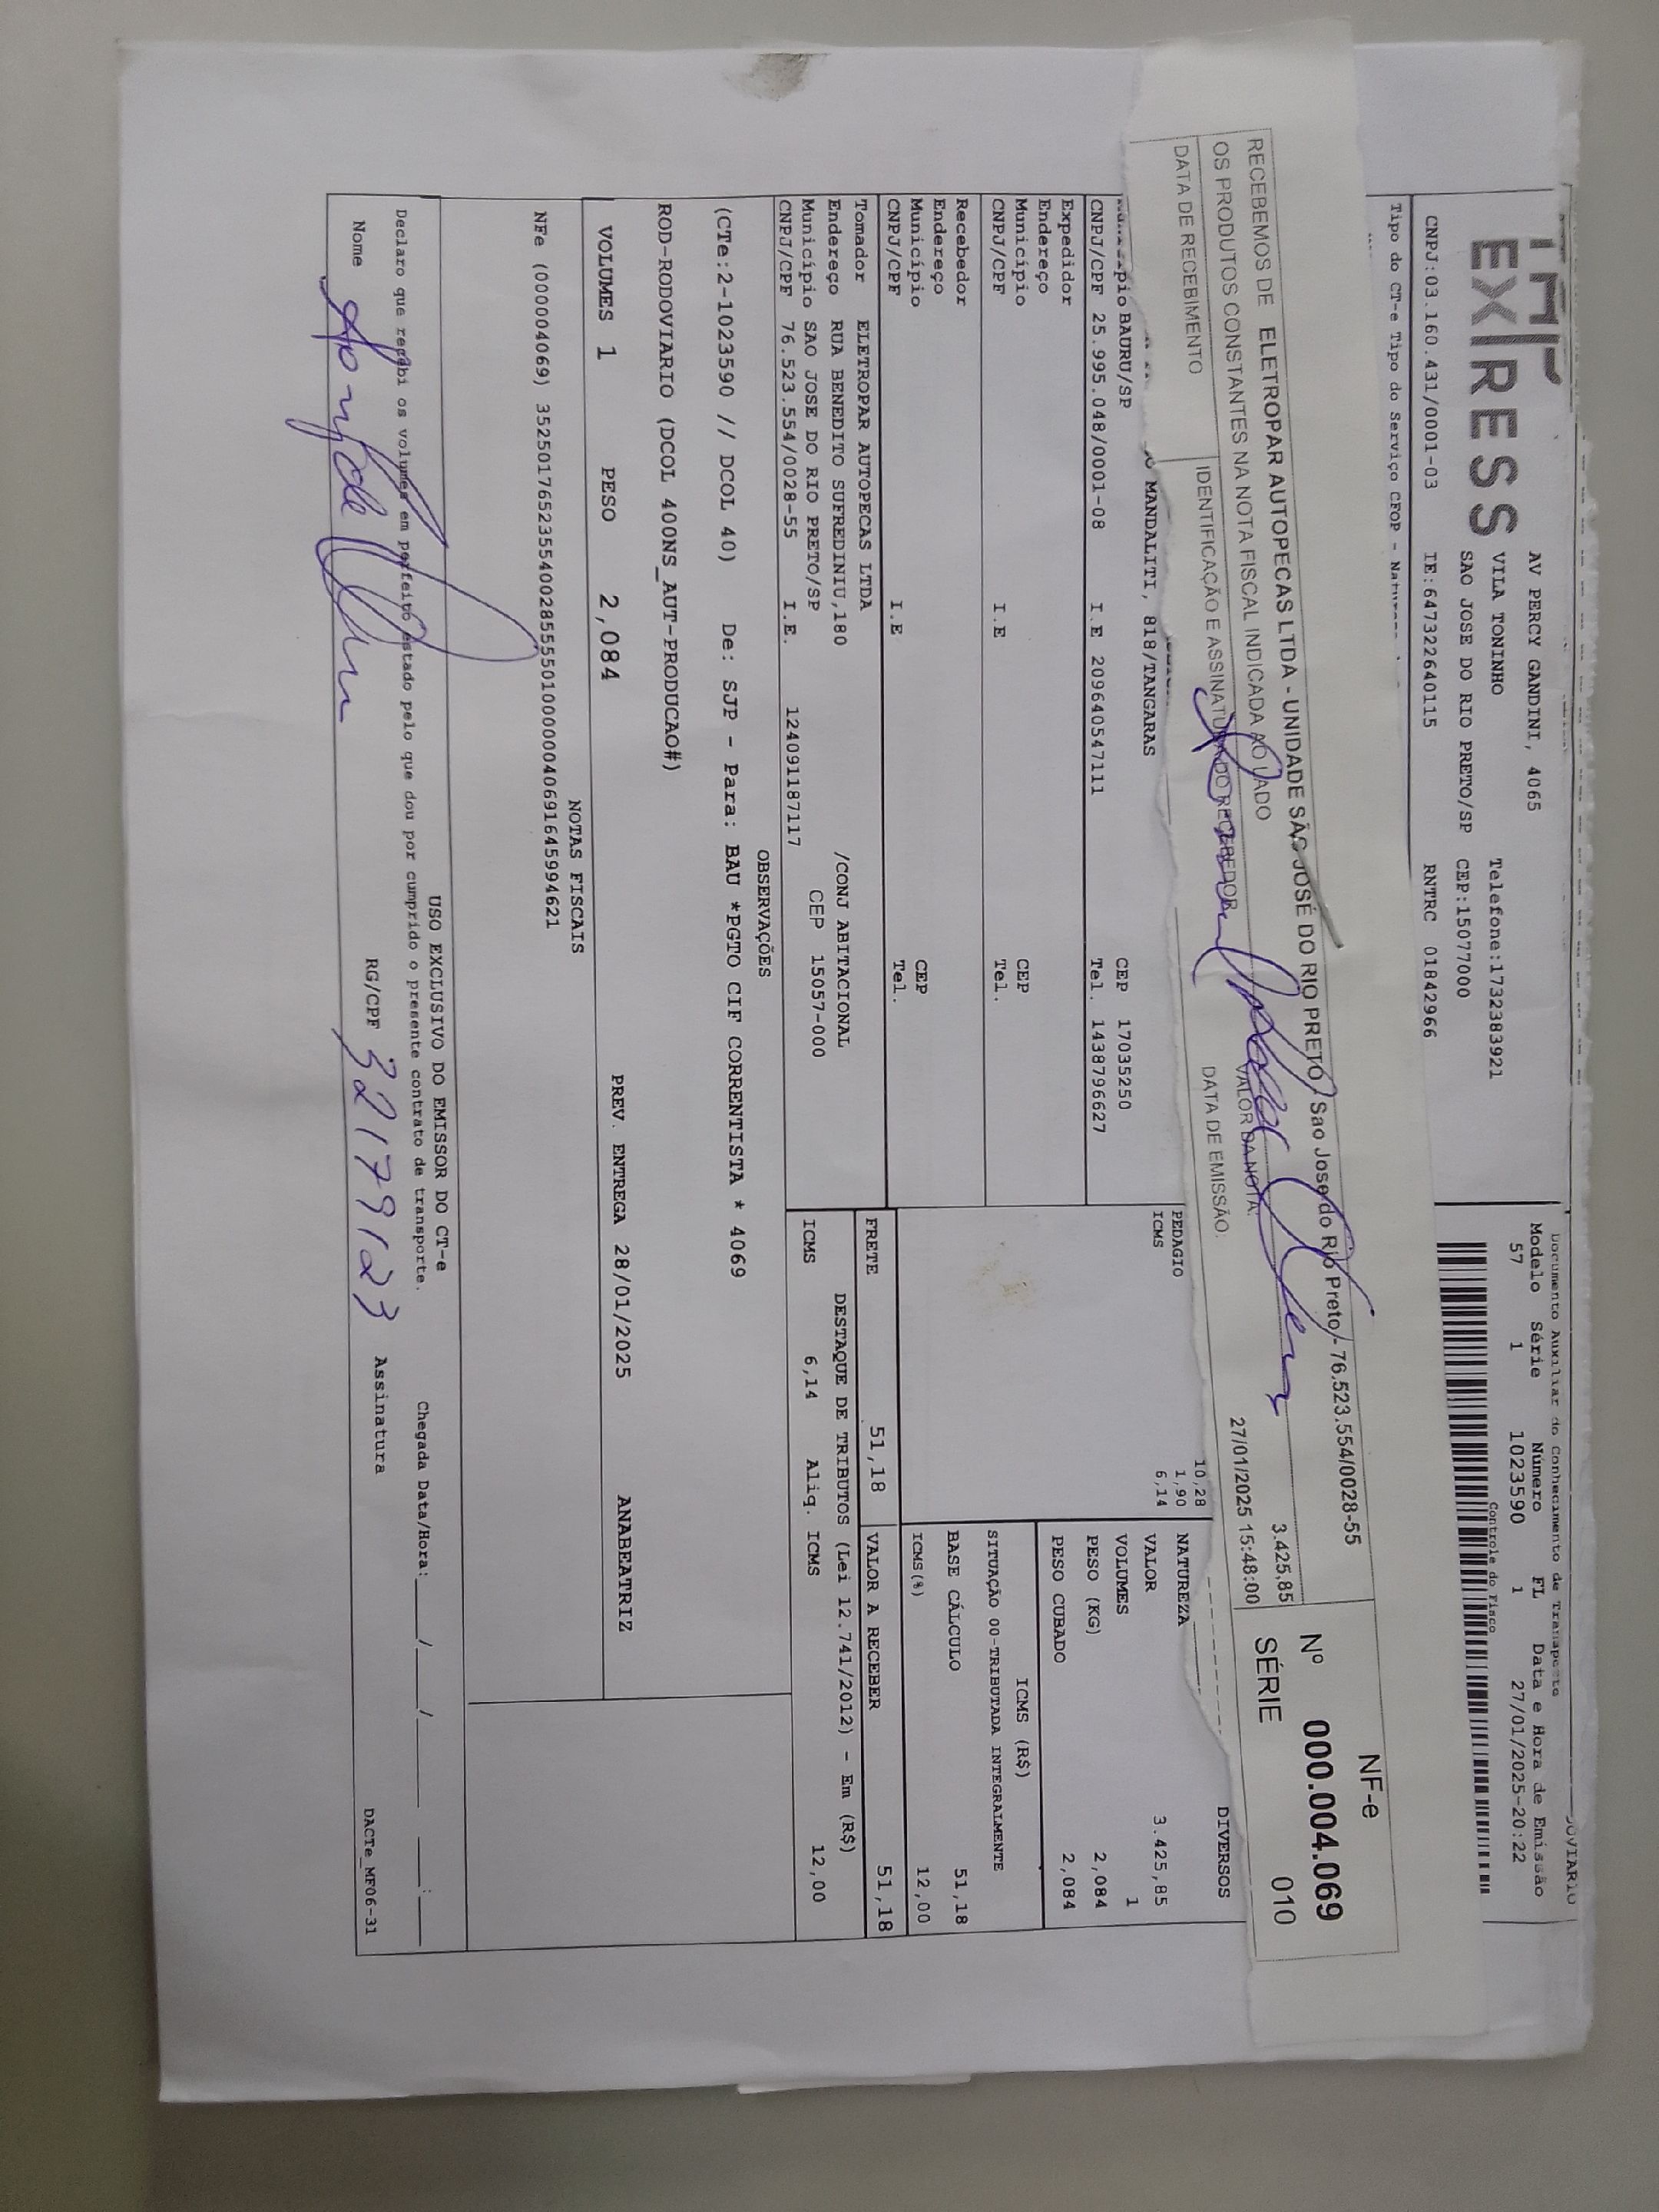 EXPRESS
AV PERCY GANDINI, 4065
VILA TONINHO
SAO JOSE DO RIO PRETO/SP
Telefone:1732383921
CEP:15077000
CNPJ:03.160.431/0001-03 IE:647322640115 RNTRC 01842966
Documento Auxiliar do Conhecimento de Transporte
Modelo Série Número FL Data e Hora de Emissão
57 1 1023590 1 27/01/2025-20:22
Controle do Fisco
Tipo do CT-e Tipo do Serviço CFOP -
RECEBEMOS DE ELETROPAR AUTOPECAS LTDA - UNIDADE SÃO JOSÉ DO RIO PRETO Sao Jose do Rio Preto - 76.523.554/0028-55
OS PRODUTOS CONSTANTES NA NOTA FISCAL INDICADA AO LADO
VALOR DA NOTA: 3.425,85
DATA DE RECEBIMENTO
IDENTIFICAÇÃO E ASSINATURA DO RECEBEDOR
DATA DE EMISSÃO: 27/01/2025 15:48:00
NF-e
Nº 000.004.069
SÉRIE 010
MANDALITI, 818/TANGARAS
BAURU/SP CEP 17035250
CNPJ/CPF 25.995.048/0001-08 I.E 209640547111 Tel. 1438796627
Expedidor
Endereço
Município CEP
CNPJ/CPF I.E Tel.
Recebedor
Endereço
Município CEP
CNPJ/CPF I.E Tel.
Tomador ELETROPAR AUTOPECAS LTDA
Endereço RUA BENEDITO SUFREDINIU,180 /CONJ ABITACIONAL
Município SAO JOSE DO RIO PRETO/SP CEP 15057-000
CNPJ/CPF 76.523.554/0028-55 I.E. 124091187117
10,28
PEDAGIO 1,90
ICMS 6,14
NATUREZA DIVERSOS
VALOR 3.425,85
VOLUMES 1
PESO (KG) 2,084
PESO CUBADO 2,084
ICMS (R$)
SITUAÇÃO 00-TRIBUTADA INTEGRALMENTE
BASE CÁLCULO 51,18
ICMS(%) 12,00
FRETE 51,18 VALOR A RECEBER 51,18
DESTAQUE DE TRIBUTOS (Lei 12.741/2012) - Em (R$)
ICMS 6,14 Aliq. ICMS 12,00
OBSERVAÇÕES
(CTe:2-1023590 // DCOL 40) De: SJP - Para: BAU *PGTO CIF CORRENTISTA * 4069
ROD-RODOVIARIO (DCOL 400NS_AUT-PRODUCAO#)
VOLUMES 1 PESO 2,084 PREV. ENTREGA 28/01/2025 ANABEATRIZ
NOTAS FISCAIS
NFe (000004069) 35250176523554002855550100000040691645994621
USO EXCLUSIVO DO EMISSOR DO CT-e
Declaro que recebi os volumes em perfeito estado pelo que dou por cumprido o presente contrato de transporte.
Chegada Data/Hora:____/____/____ __:__
Nome RG/CPF 32179123 Assinatura
DACTe_MF06-31